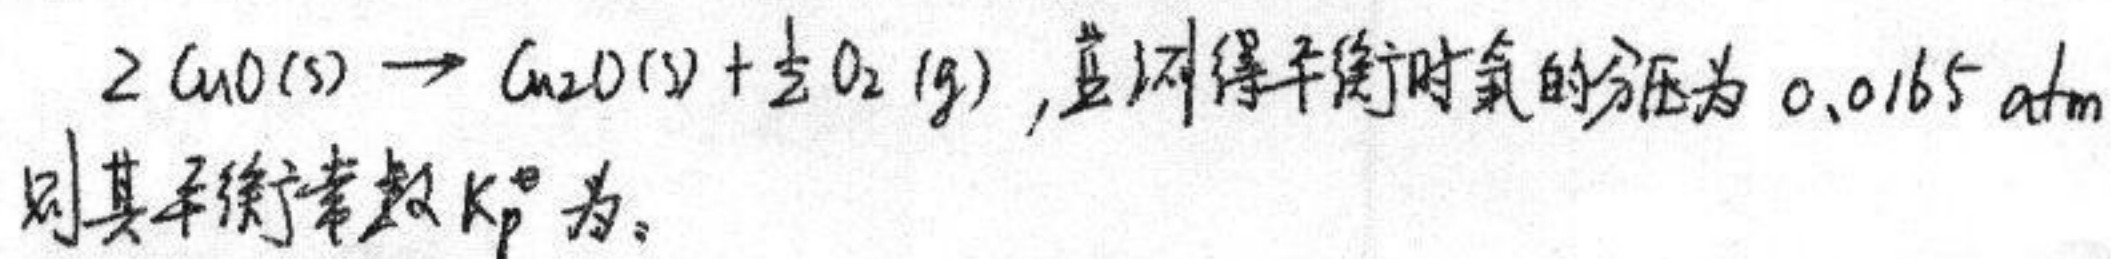 2 CuO(s) → Cu2O(s) + 1/2 O2 (g) ,并测得平衡时氧的分压为 0.0165 atm
则其平衡常数 Kp⊖ 为。